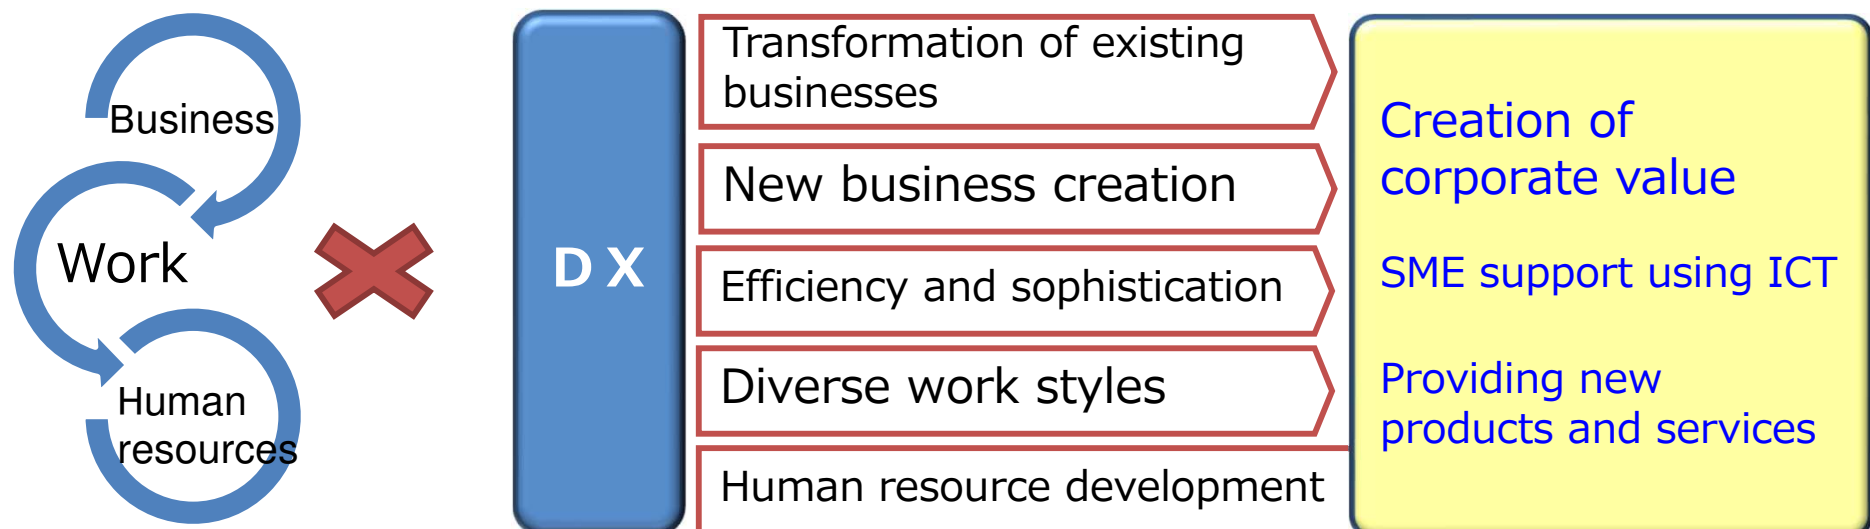 Business
Work
Human
resources
D X
Transformation of existing
businesses
New business creation
Efficiency and sophistication
Diverse work styles
Human resource development
Creation of
corporate value
SME support using ICT
Providing new
products and services